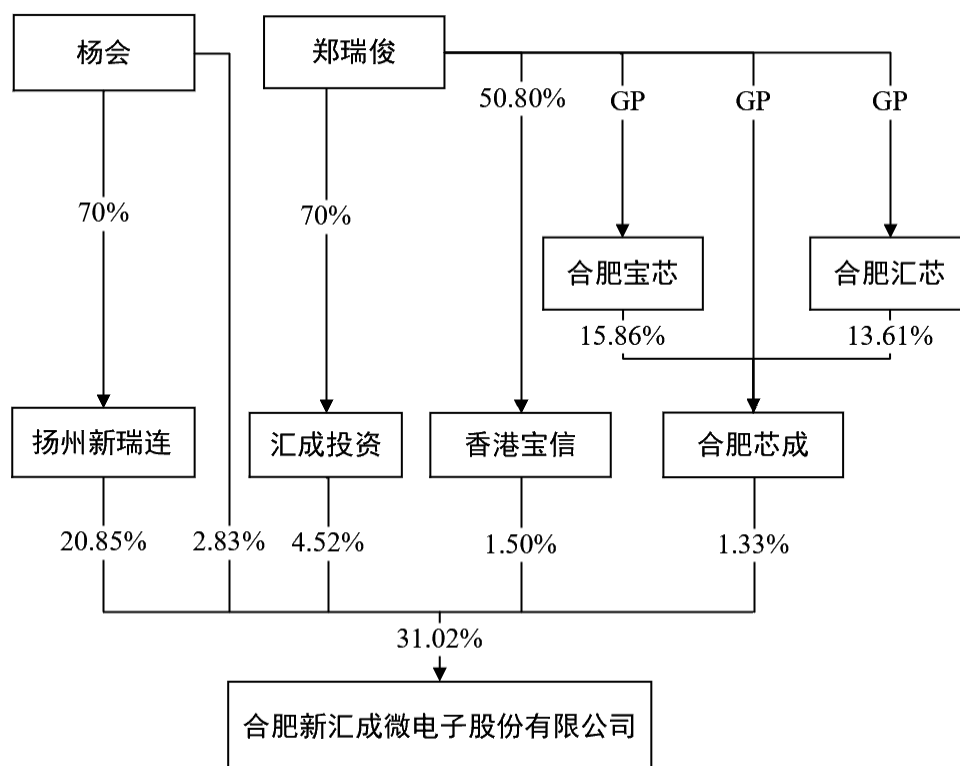 杨会
郑瑞俊
50.80%
GP
GP
GP
70%
70%
合肥宝芯
合肥汇芯
15.86%
13.61%
扬州新瑞连
汇成投资
香港宝信
合肥芯成
20.85%
2.83%
4.52%
1.50%
1.33%
31.02%
合肥新汇成微电子股份有限公司